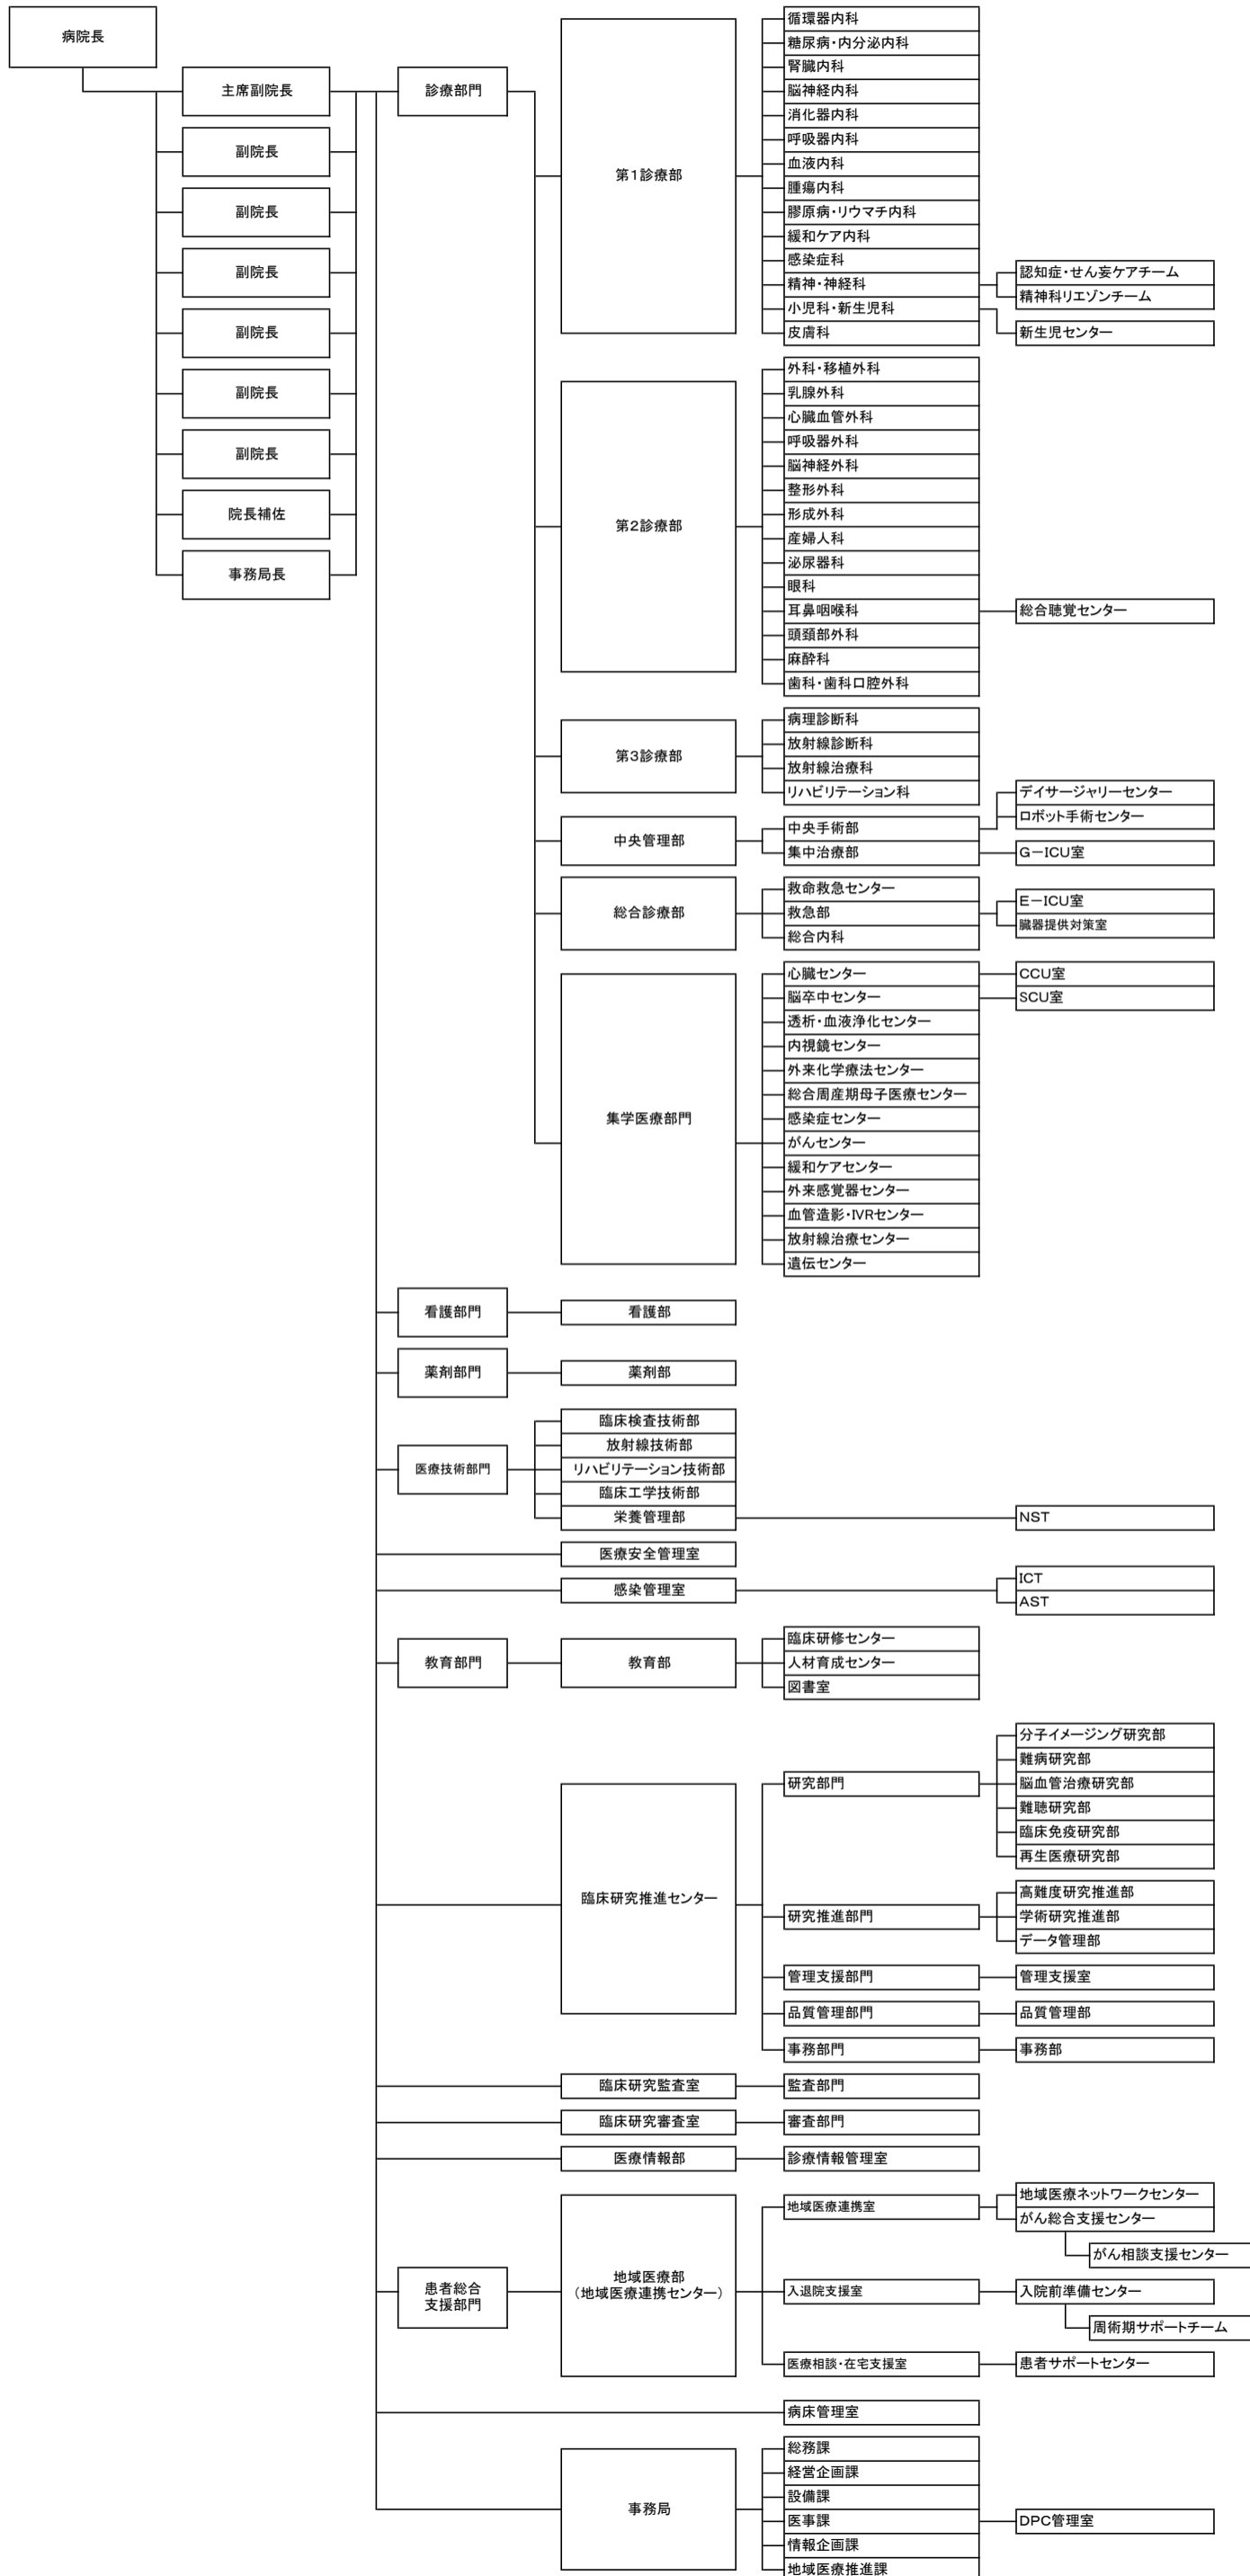 病院長
主席副院長
副院長
副院長
副院長
副院長
副院長
副院長
院長補佐
事務局長
診療部門
第1診療部
循環器内科
糖尿病・内分泌内科
腎臓内科
脳神経内科
消化器内科
呼吸器内科
血液内科
腫瘍内科
膠原病・リウマチ内科
緩和ケア内科
感染症科
精神・神経科
認知症・せん妄ケアチーム
精神科リエゾンチーム
小児科・新生児科
新生児センター
皮膚科
第2診療部
外科・移植外科
乳腺外科
心臓血管外科
呼吸器外科
脳神経外科
整形外科
形成外科
産婦人科
泌尿器科
眼科
耳鼻咽喉科
総合聴覚センター
頭頚部外科
麻酔科
歯科・歯科口腔外科
第3診療部
病理診断科
放射線診断科
放射線治療科
リハビリテーション科
中央管理部
中央手術部
デイサージャリーセンター
ロボット手術センター
集中治療部
G－ICU室
総合診療部
救命救急センター
救急部
E－ICU室
臓器提供対策室
総合内科
集学医療部門
心臓センター
CCU室
脳卒中センター
SCU室
透析・血液浄化センター
内視鏡センター
外来化学療法センター
総合周産期母子医療センター
感染症センター
がんセンター
緩和ケアセンター
外来感覚器センター
血管造影・IVRセンター
放射線治療センター
遺伝センター
看護部門
看護部
薬剤部門
薬剤部
医療技術部門
臨床検査技術部
放射線技術部
リハビリテーション技術部
臨床工学技術部
栄養管理部
NST
医療安全管理室
感染管理室
ICT
AST
教育部門
教育部
臨床研修センター
人材育成センター
図書室
臨床研究推進センター
研究部門
分子イメージング研究部
難病研究部
脳血管治療研究部
難聴研究部
臨床免疫研究部
再生医療研究部
研究推進部門
高難度研究推進部
学術研究推進部
データ管理部
管理支援部門
管理支援室
品質管理部門
品質管理部
事務部門
事務部
臨床研究監査室
監査部門
臨床研究審査室
審査部門
医療情報部
診療情報管理室
患者総合
支援部門
地域医療部
（地域医療連携センター）
地域医療連携室
地域医療ネットワークセンター
がん総合支援センター
がん相談支援センター
入退院支援室
入院前準備センター
周術期サポートチーム
医療相談・在宅支援室
患者サポートセンター
病床管理室
事務局
総務課
経営企画課
設備課
医事課
DPC管理室
情報企画課
地域医療推進課